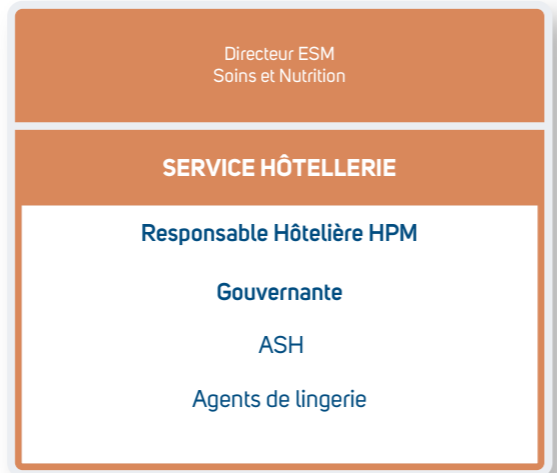 Directeur ESM
Soins et Nutrition
SERVICE HÔTELLERIE
Responsable Hôtelière HPM
Gouvernante
ASH
Agents de lingerie